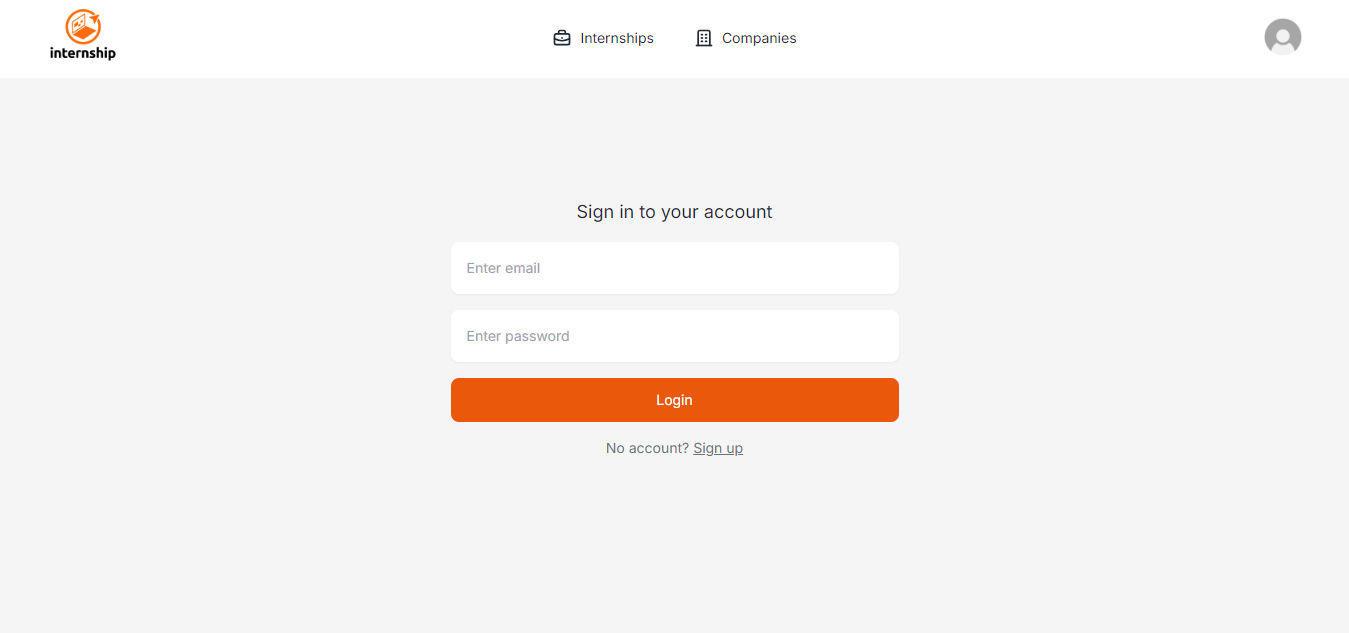 internship
Internships
Companies
Sign in to your account
Enter email
Enter password
Login
No account? Sign up